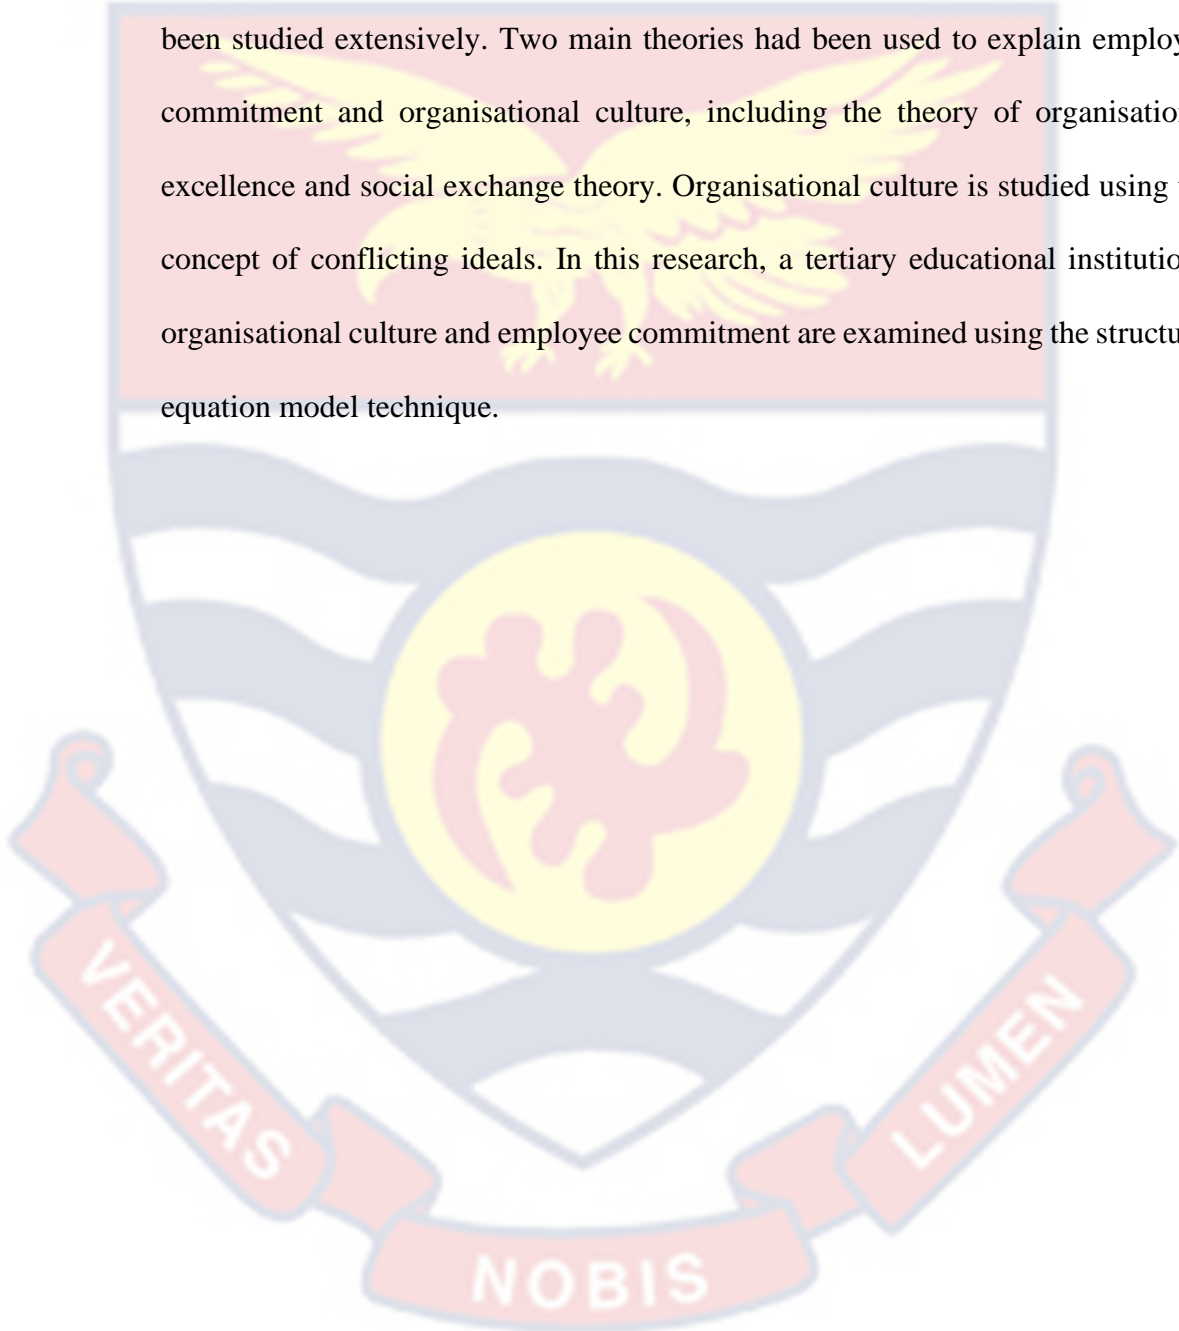 been studied extensively. Two main theories had been used to explain employ
commitment and organisational culture, including the theory of organisation
excellence and social exchange theory. Organisational culture is studied using
concept of conflicting ideals. In this research, a tertiary educational institution
organisational culture and employee commitment are examined using the structu
equation model technique.
VERITAS
NOBIS
LUMEN